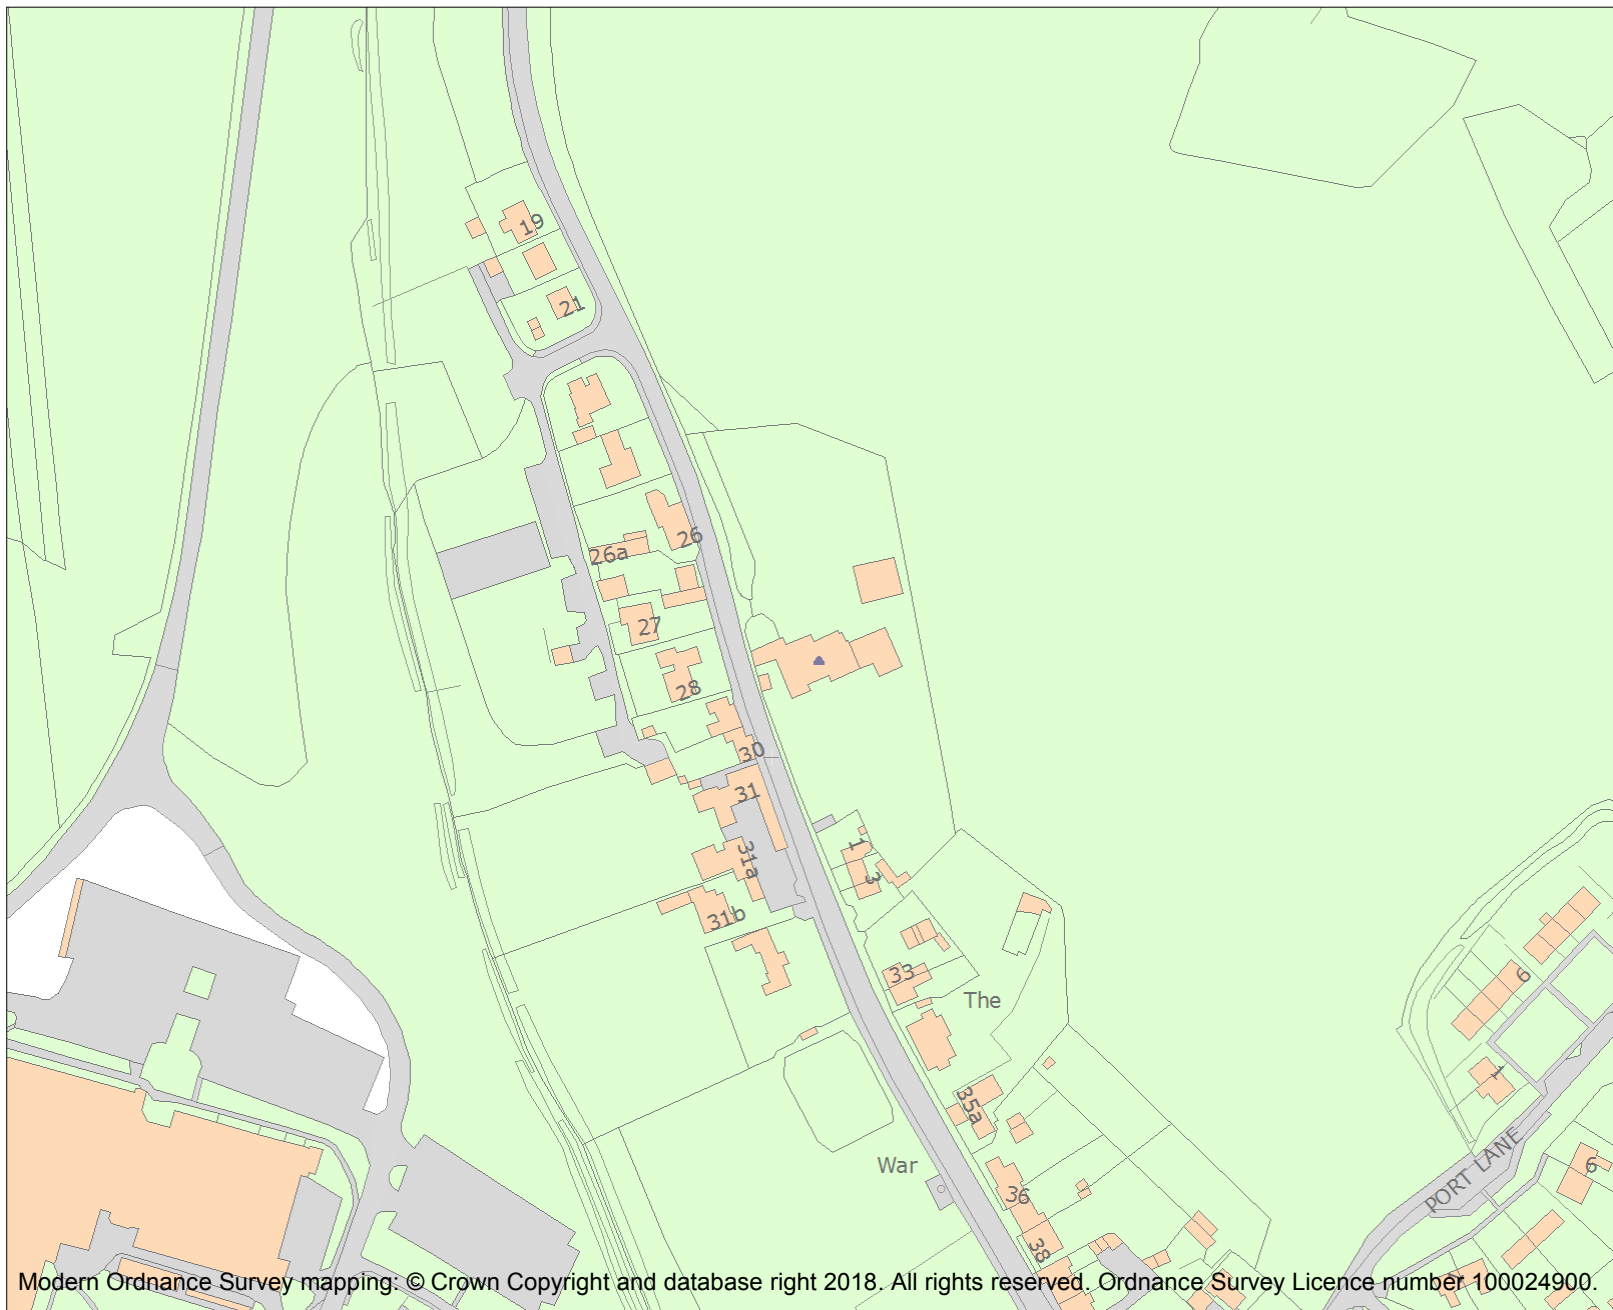 19
21
26
26a
27
28
30
31
1
31a
3
31b
33
6
The
1
35a
PORT LANE
War
6
36
38
Modern Ordnance Survey mapping: © Crown Copyright and database right 2018. All rights reserved. Ordnance Survey Licence number 100024900.